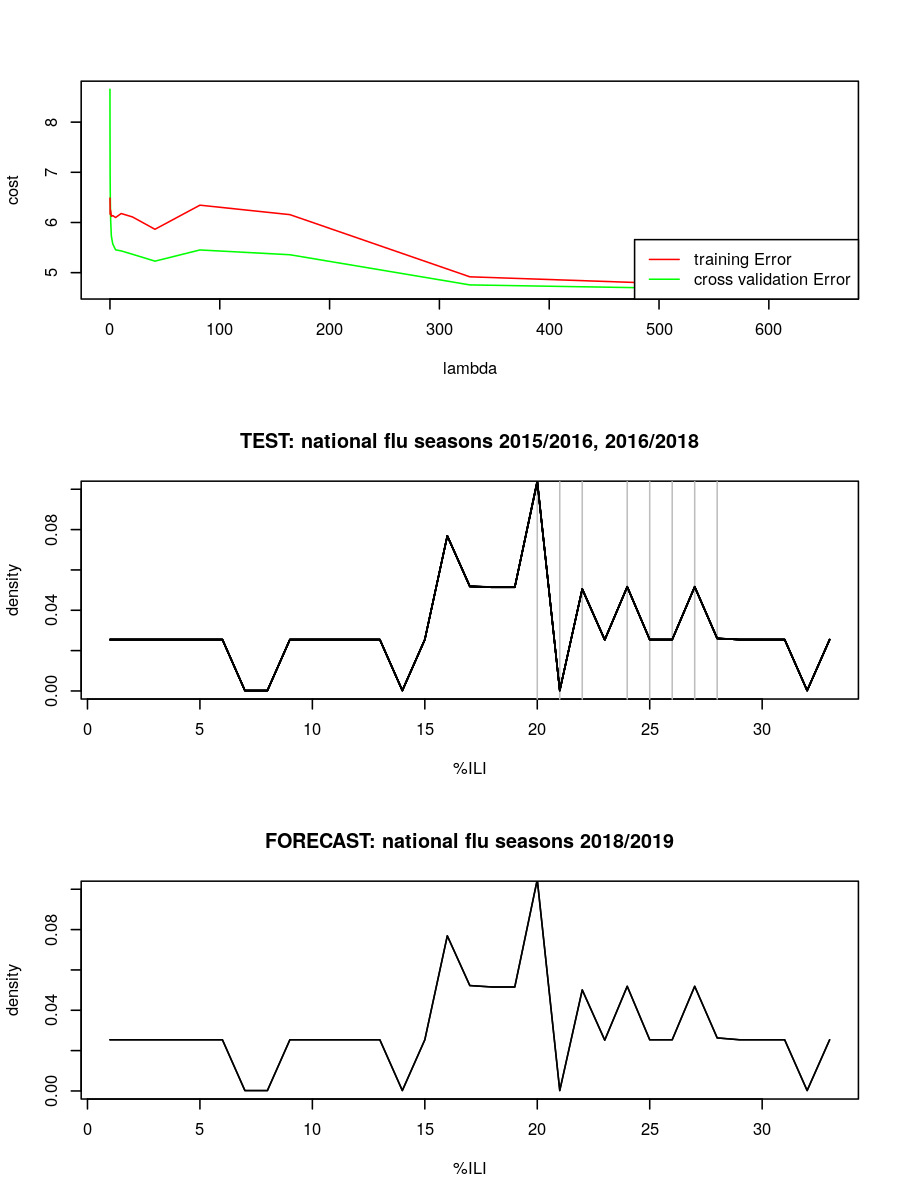 cost
8
7
6
5
training Error
cross validation Error
0 100 200 300 400 500 600
lambda
TEST: national flu seasons 2015/2016, 2016/2018
density
0.08
0.04
0.00
0 5 10 15 20 25 30
%ILI
FORECAST: national flu seasons 2018/2019
density
0.08
0.04
0.00
0 5 10 15 20 25 30
%ILI